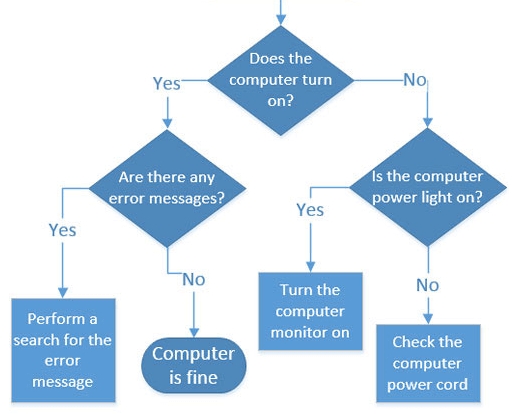 Does the
computer turn
on?
Yes
No
Are there any
error messages?
Is the computer
power light on?
Yes
No
Yes
No
Perform a
search for the
error
message
Computer
is fine
Turn the
computer
monitor on
Check the
computer
power cord